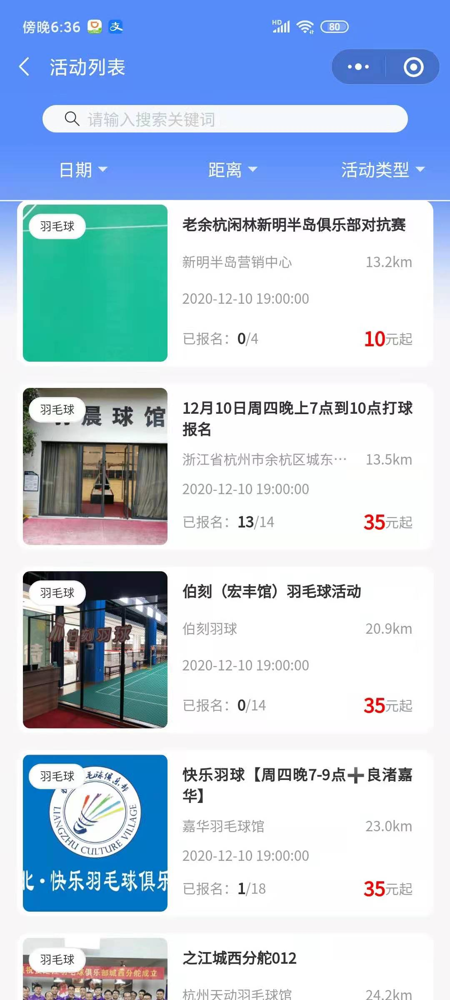 傍晚6:36
HD
80
活动列表
请输入搜索关键词
日期
距离
活动类型
羽毛球
老余杭闲林新明半岛俱乐部对抗赛
新明半岛营销中心
13.2km
2020-12-10 19:00:00
已报名：0/4
10元起
羽毛球
晨球馆
12月10日周四晚上7点到10点打球
报名
浙江省杭州市余杭区城东…
13.5km
2020-12-10 19:00:00
已报名：13/14
35元起
羽毛球
伯刻羽球
伯刻（宏丰馆）羽毛球活动
伯刻羽球
20.9km
2020-12-10 19:00:00
已报名：0/14
35元起
羽毛球
毛球俱乐部
LIANGZHU CULTURE VILLAGE
北·快乐羽毛球俱乐
快乐羽球【周四晚7-9点➕良渚嘉
华】
嘉华羽毛球馆
23.0km
2020-12-10 19:00:00
已报名：1/18
35元起
羽毛球
球俱乐部城西分舵成立
之江城西分舵012
杭州天动羽毛球馆
24.2km